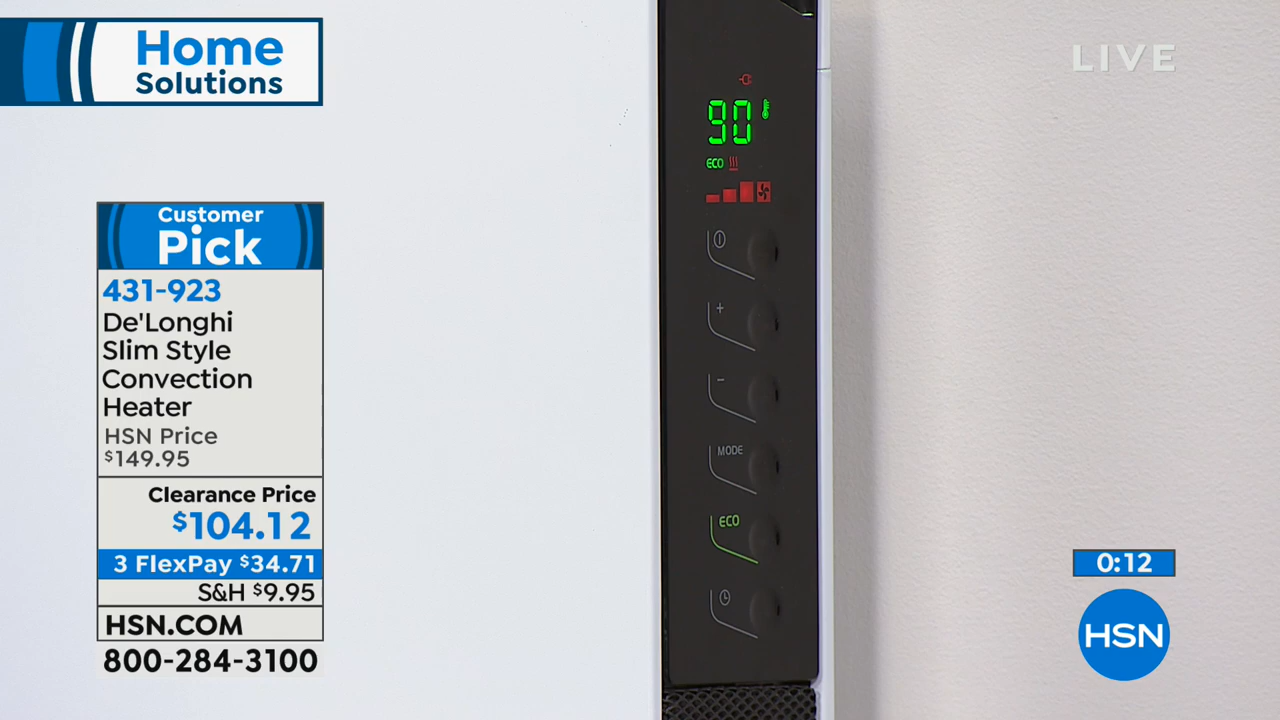 Home
Solutions
LIVE
Customer
Pick
431-923
De'Longhi
Slim Style
Convection
Heater
HSN Price
$149.95
Clearance Price
$104.12
3 FlexPay $34.71
S&H $9.95
HSN.COM
800-284-3100
90°
ECO
+
-
MODE
ECO
0:12
HSN